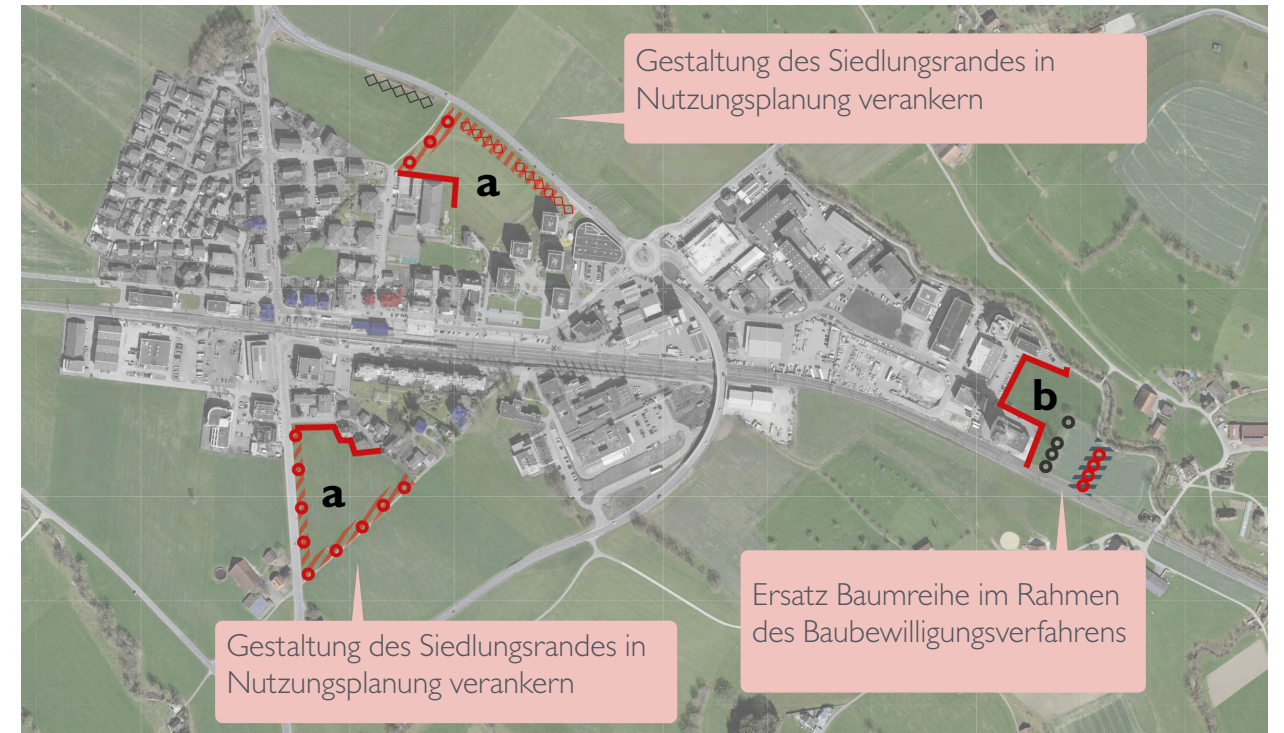 Gestaltung des Siedlungsrandes in
Nutzungsplanung verankern
a
b
a
Ersatz Baumreihe im Rahmen
des Baubewilligungsverfahrens
Gestaltung des Siedlungsrandes in
Nutzungsplanung verankern